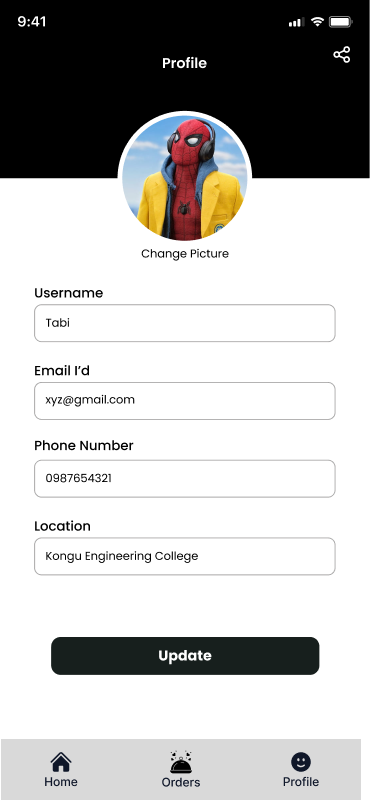 9:41
Profile
Change Picture
Username
Tabi
Email I’d
xyz@gmail.com
Phone Number
0987654321
Location
Kongu Engineering College
Update
Home
Orders
Profile